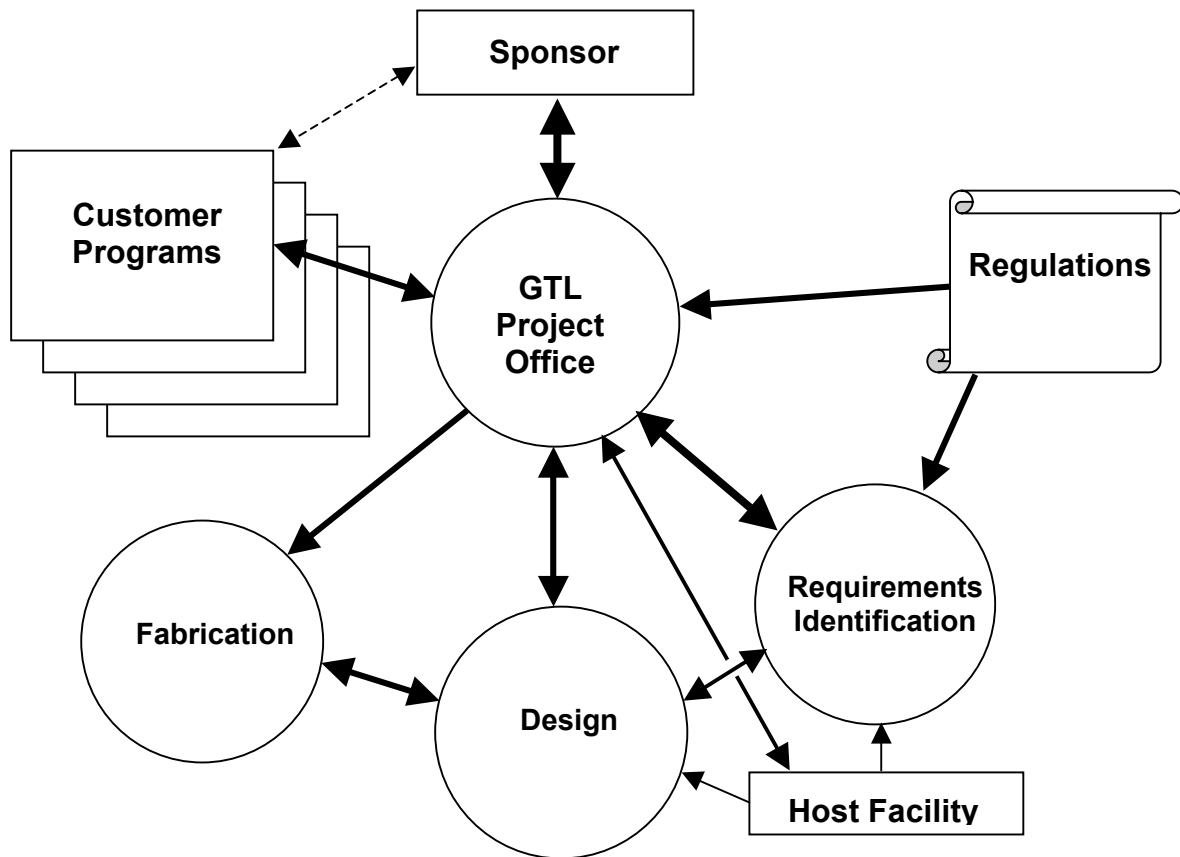 Sponsor
Customer
Programs
GTL
Project
Office
Regulations
Requirements
Identification
Fabrication
Design
Host Facility